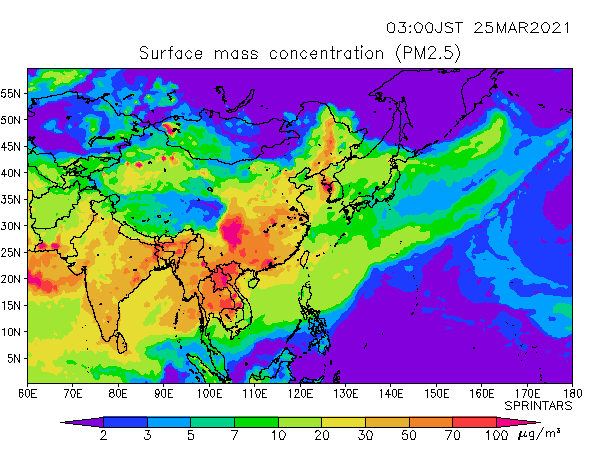 03:00JST 25MAR2021
Surface mass concentration (PM2.5)
55N
50N
45N
40N
35N
30N
25N
20N
15N
10N
5N
60E 70E 80E 90E 100E 110E 120E 130E 140E 150E 160E 170E 180
SPRINTARS
2 3 5 7 10 20 30 50 70 100 μg/m³